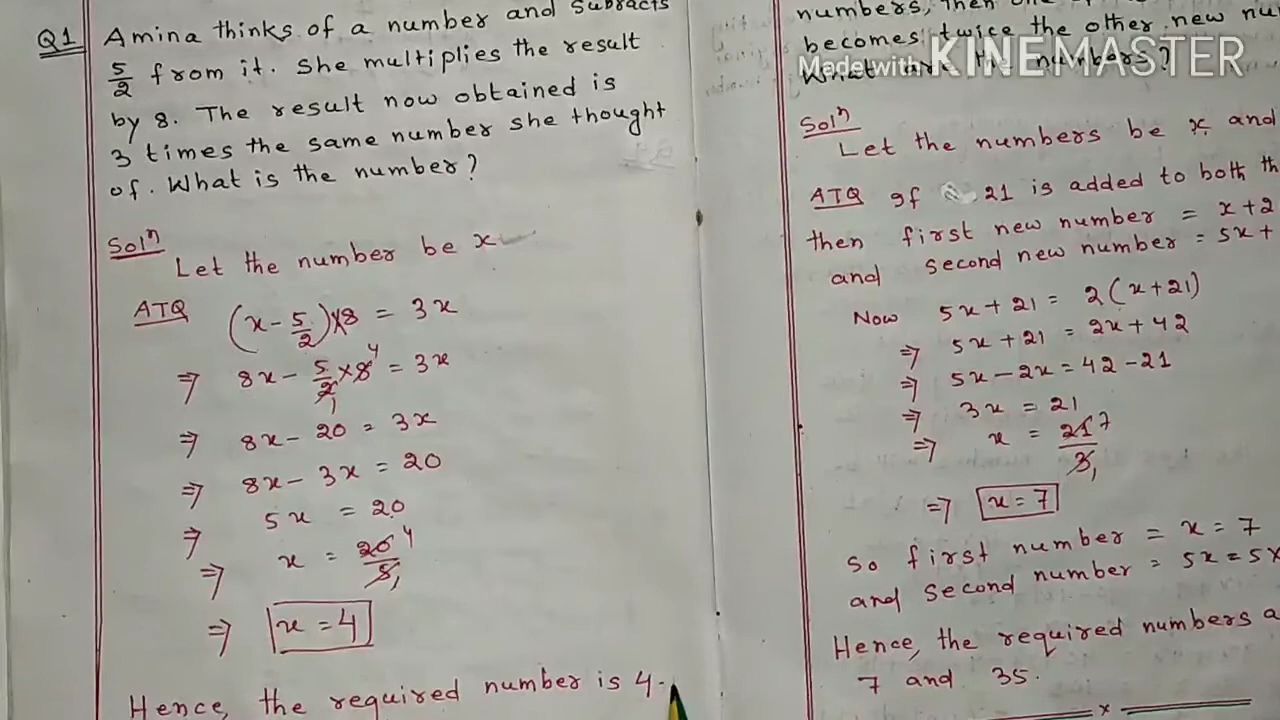 Q1 Amina thinks of a number and subracts
5/2 from it. She multiplies the result
by 8. The result now obtained is
3 times the same number she thought
of. What is the number?
Solⁿ
Let the number be x
ATQ (x - 5/2) × 8 = 3x
⇒ 8x - 5/2 × 8 4 = 3x
1
⇒ 8x - 20 = 3x
⇒ 8x - 3x = 20
⇒ 5x = 20
⇒ x = 20/5 4
1
⇒ x = 4
Hence, the required number is 4.
numbers, then one
becomes twice the other new
What the numbers?
Made with KINEMASTER
Solⁿ
Let the numbers be x and
ATQ If 21 is added to both
then first new number = x+2
and second new number = 5x +
Now 5x + 21 = 2(x+21)
⇒ 5x + 21 = 2x + 42
⇒ 5x - 2x = 42 - 21
⇒ 3x = 21
⇒ x = 21/3 7
1
⇒ x = 7
So first number = x = 7
and second number = 5x = 5x
Hence, the required numbers a
7 and 35.
x